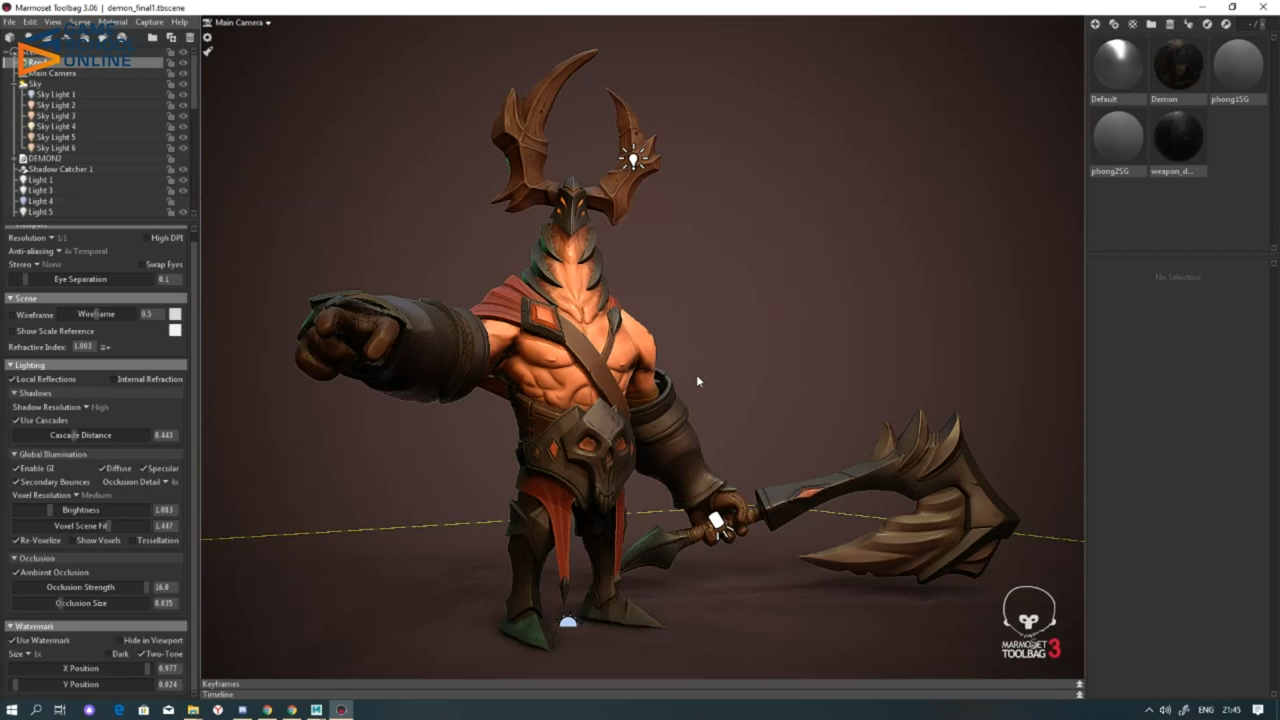 Marmoset Toolbag 3.06 | demon_final1.tbscene
File Edit View Scene Material Capture Help
GAME
ONLINE
Main Camera
Main Camera
Sky
Sky Light 1
Sky Light 2
Sky Light 3
Sky Light 4
Sky Light 5
Sky Light 6
DEMON2
Shadow Catcher 1
Light 1
Light 3
Light 4
Light 5
Viewport
Resolution 1:1 High DPI
Anti-aliasing 4x Temporal
Stereo None Swap Eyes
Eye Separation 0.1
Scene
Wireframe Wireframe 0.5
Show Scale Reference
Refractive Index: 1.003
Lighting
Local Reflections Internal Refraction
Shadows
Shadow Resolution High
Use Cascades
Cascade Distance 0.443
Global Illumination
Enable GI Diffuse Specular
Secondary Bounces Occlusion Detail 4x
Voxel Resolution Medium
Brightness 1.083
Voxel Scene Fit 1.447
Re-Voxelize Show Voxels Tessellation
Occlusion
Ambient Occlusion
Occlusion Strength 16.0
Occlusion Size 0.035
Watermark
Use Watermark Hide in Viewport
Size 1x Dark Two-Tone
X Position 0.977
Y Position 0.024
Default Demon phong1SG
phong2SG weapon_d...
No Selection
MARMOSET
TOOLBAG 3
Keyframes
Timeline
ENG 21:45